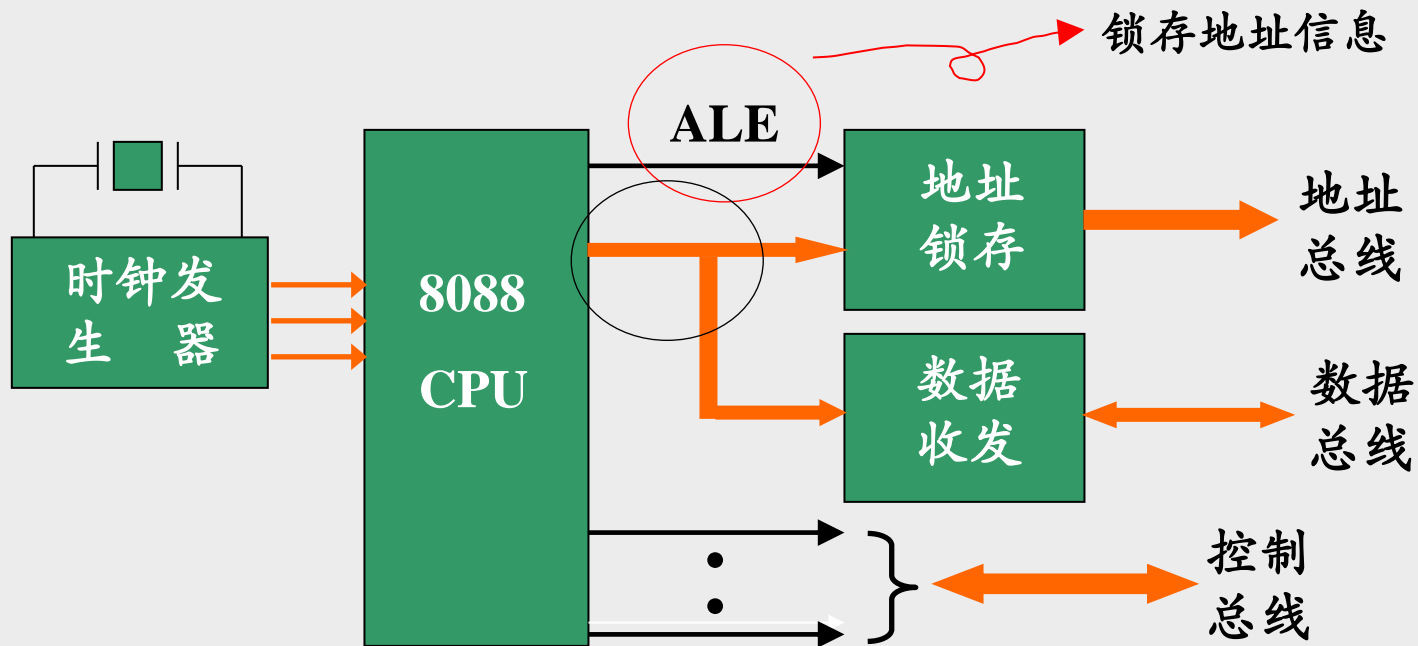 锁存地址信息
ALE
地址
锁存
地址
总线
时钟发
生 器
8088
CPU
数据
收发
数据
总线
控制
总线